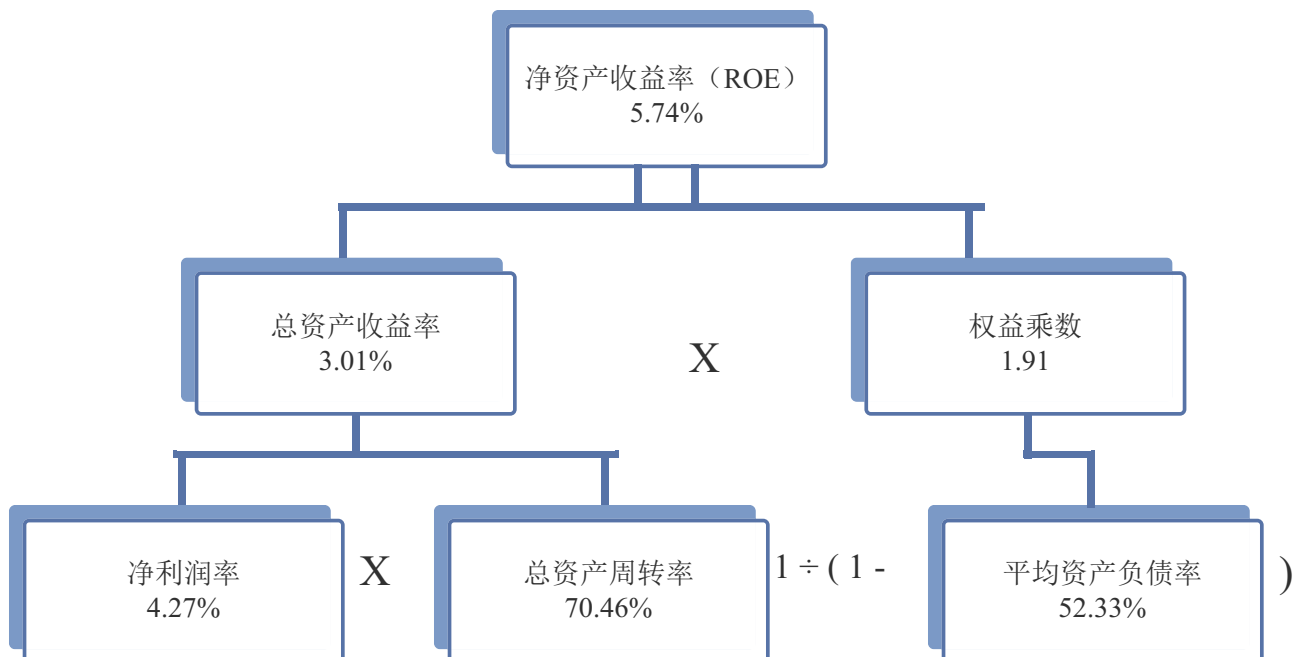 净资产收益率（ROE）
5.74%
总资产收益率
3.01%
X
权益乘数
1.91
净利润率
4.27%
X
总资产周转率
70.46%
1 ÷ ( 1 -
平均资产负债率
52.33%
)